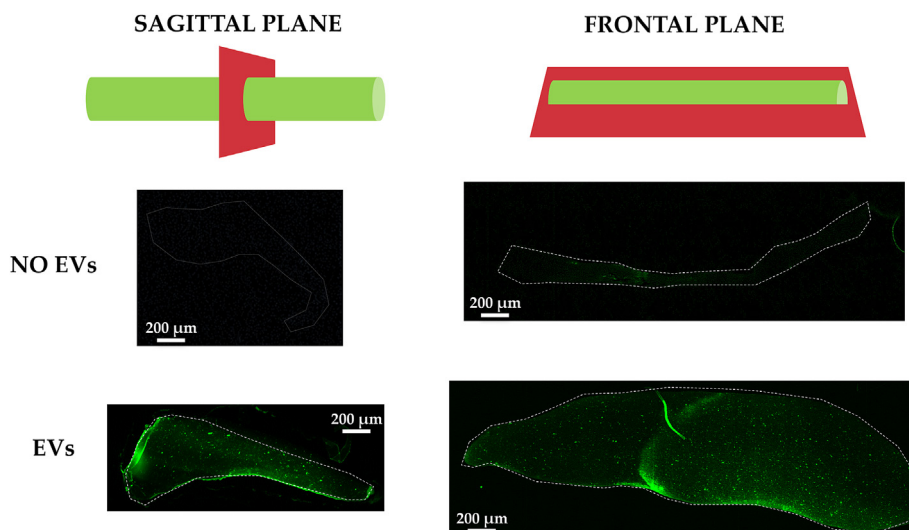 SAGITTAL PLANE
FRONTAL PLANE
NO EVs
200 µm
200 µm
EVs
200 µm
200 µm